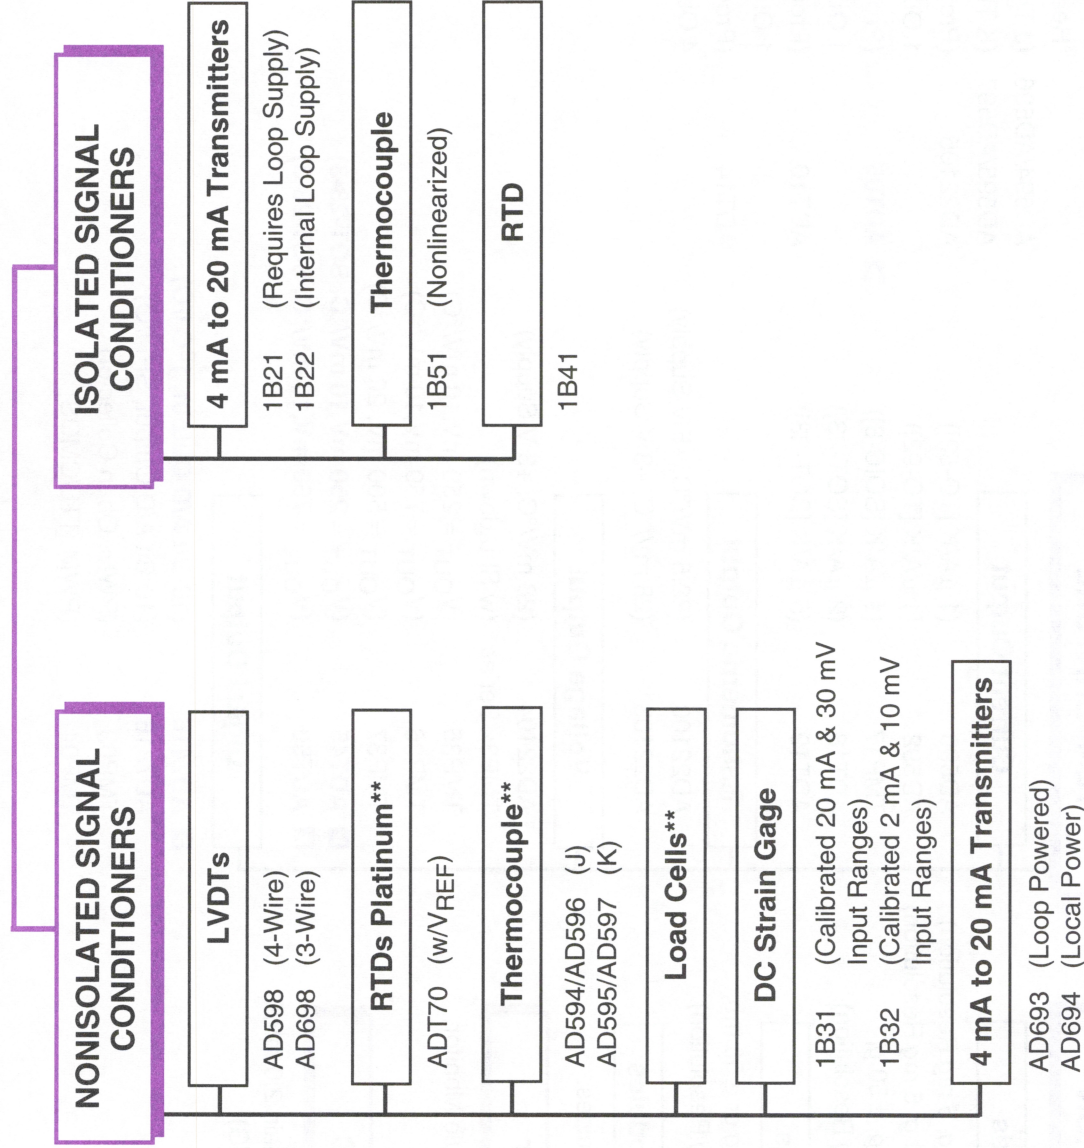 NONISOLATED SIGNAL
CONDITIONERS
LVDTs
AD598 (4-Wire)
AD698 (3-Wire)
RTDs Platinum**
ADT70 (w/VREF)
Thermocouple**
AD594/AD596 (J)
AD595/AD597 (K)
Load Cells**
DC Strain Gage
1B31 (Calibrated 20 mA & 30 mV
Input Ranges)
1B32 (Calibrated 2 mA & 10 mV
Input Ranges)
4 mA to 20 mA Transmitters
AD693 (Loop Powered)
AD694 (Local Power)
ISOLATED SIGNAL
CONDITIONERS
4 mA to 20 mA Transmitters
1B21 (Requires Loop Supply)
1B22 (Internal Loop Supply)
Thermocouple
1B51 (Nonlinearized)
RTD
1B41